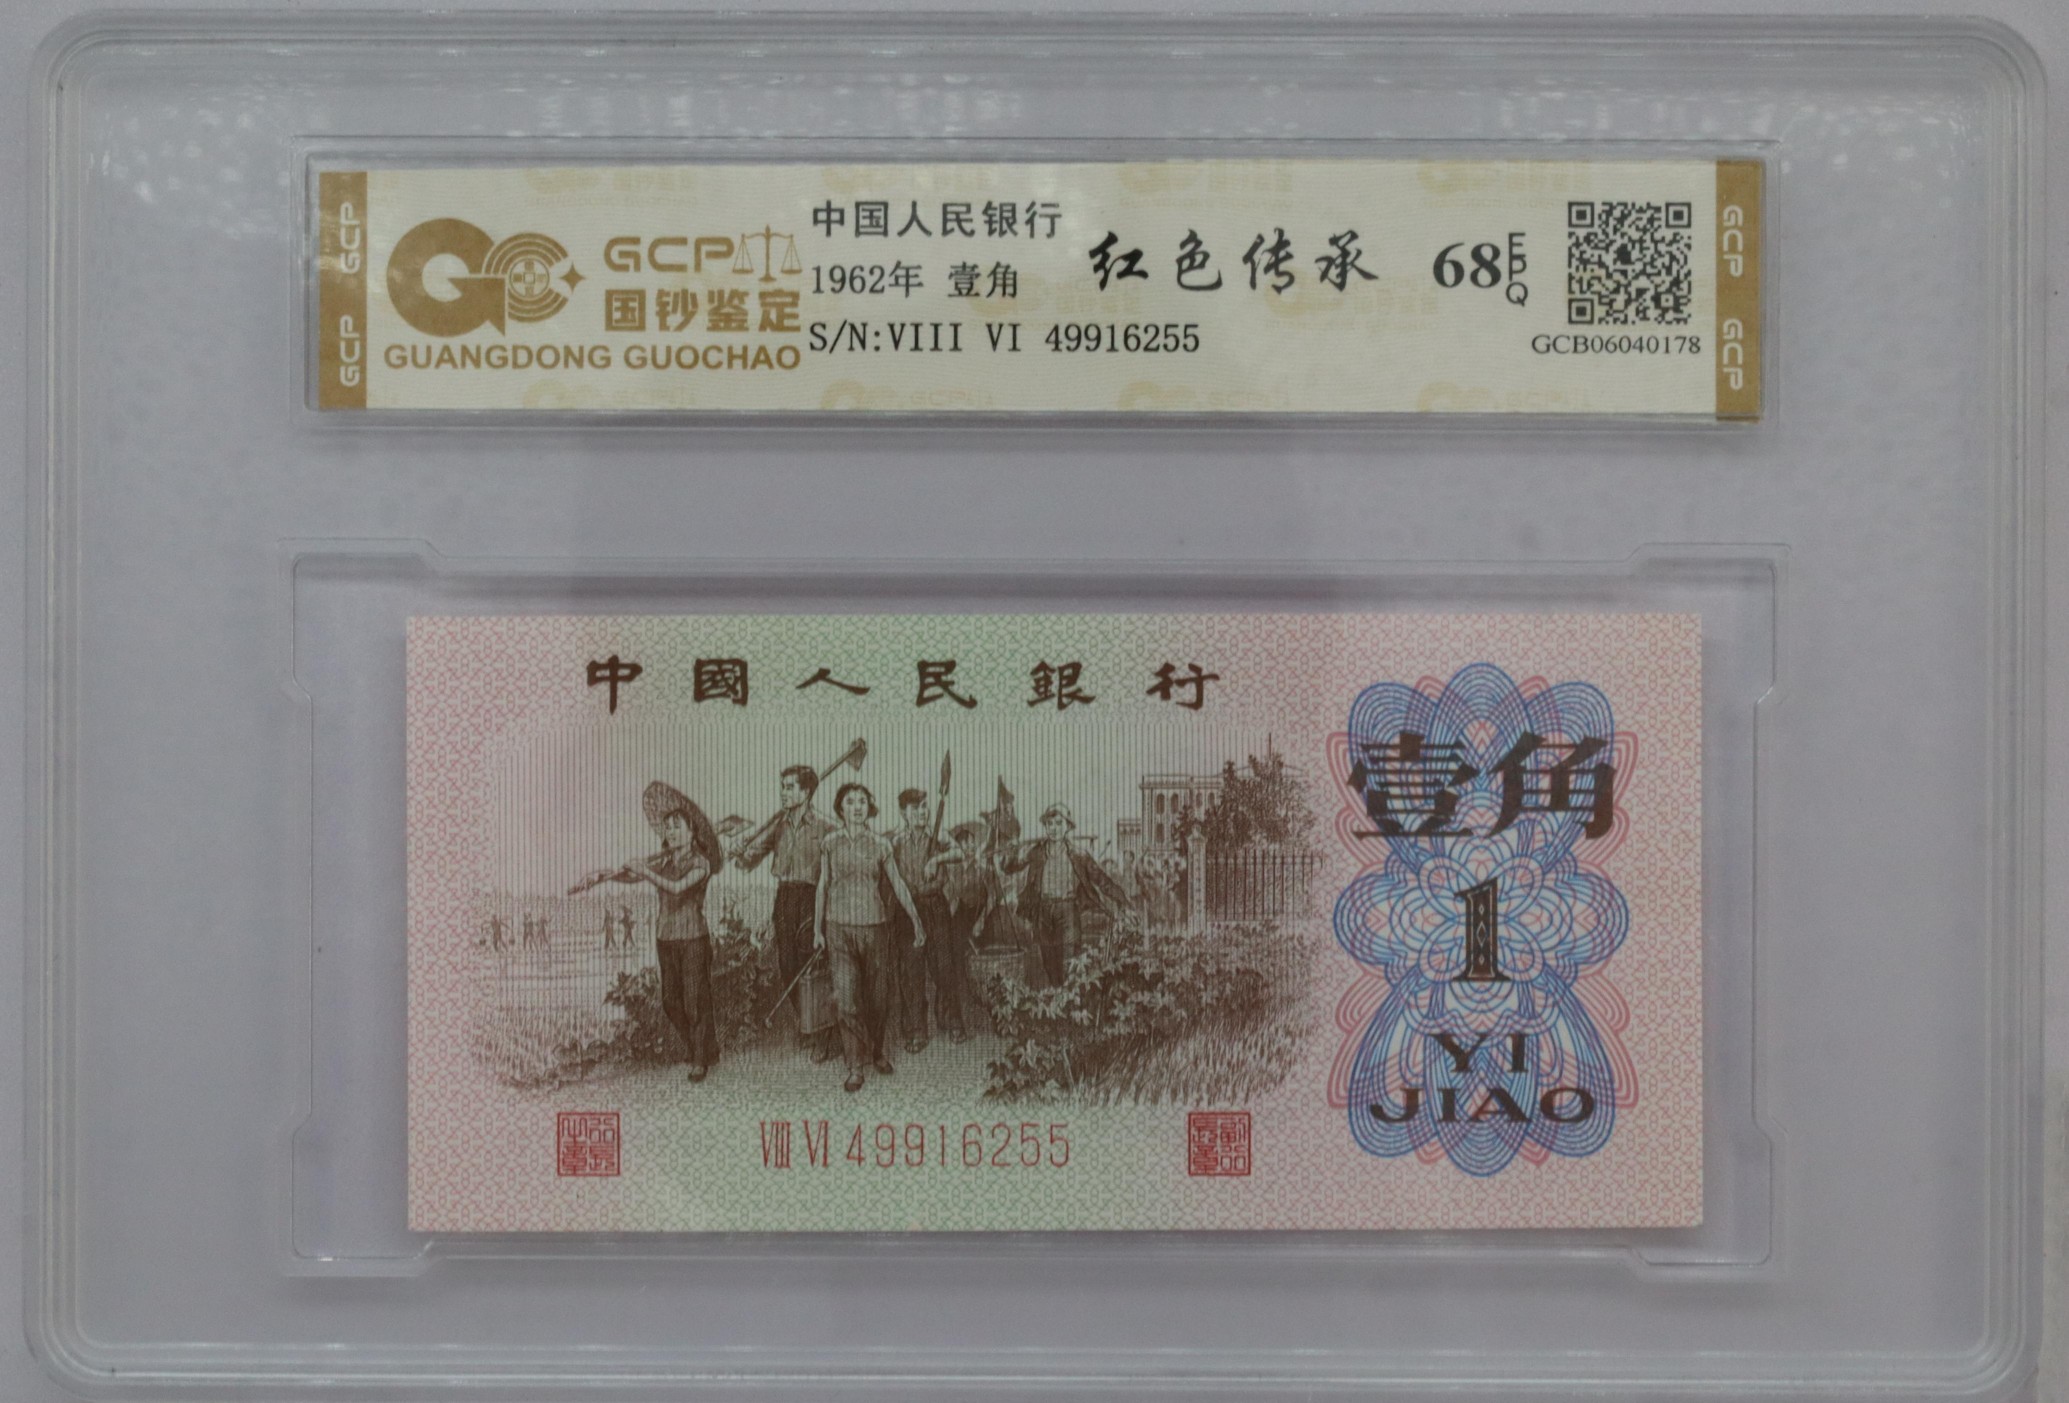 GCP GCP
GCP
国钞鉴定
GUANGDONG GUOCHAO
中国人民银行
1962年 壹角
S/N:VIII VI 49916255
红色传承
68 EPQ
GCB06040178
GCP GCP
中國人民銀行
壹角
1
YI
JIAO
VIII VI 49916255